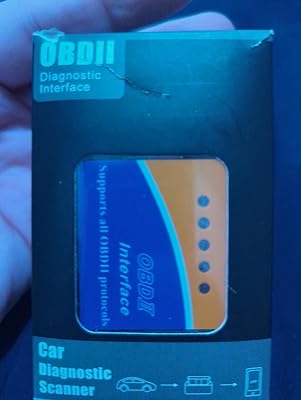 OBDII
Diagnostic
Interface
OBDII
Interface
Supports all OBDII protocols
Car
Diagnostic
Scanner